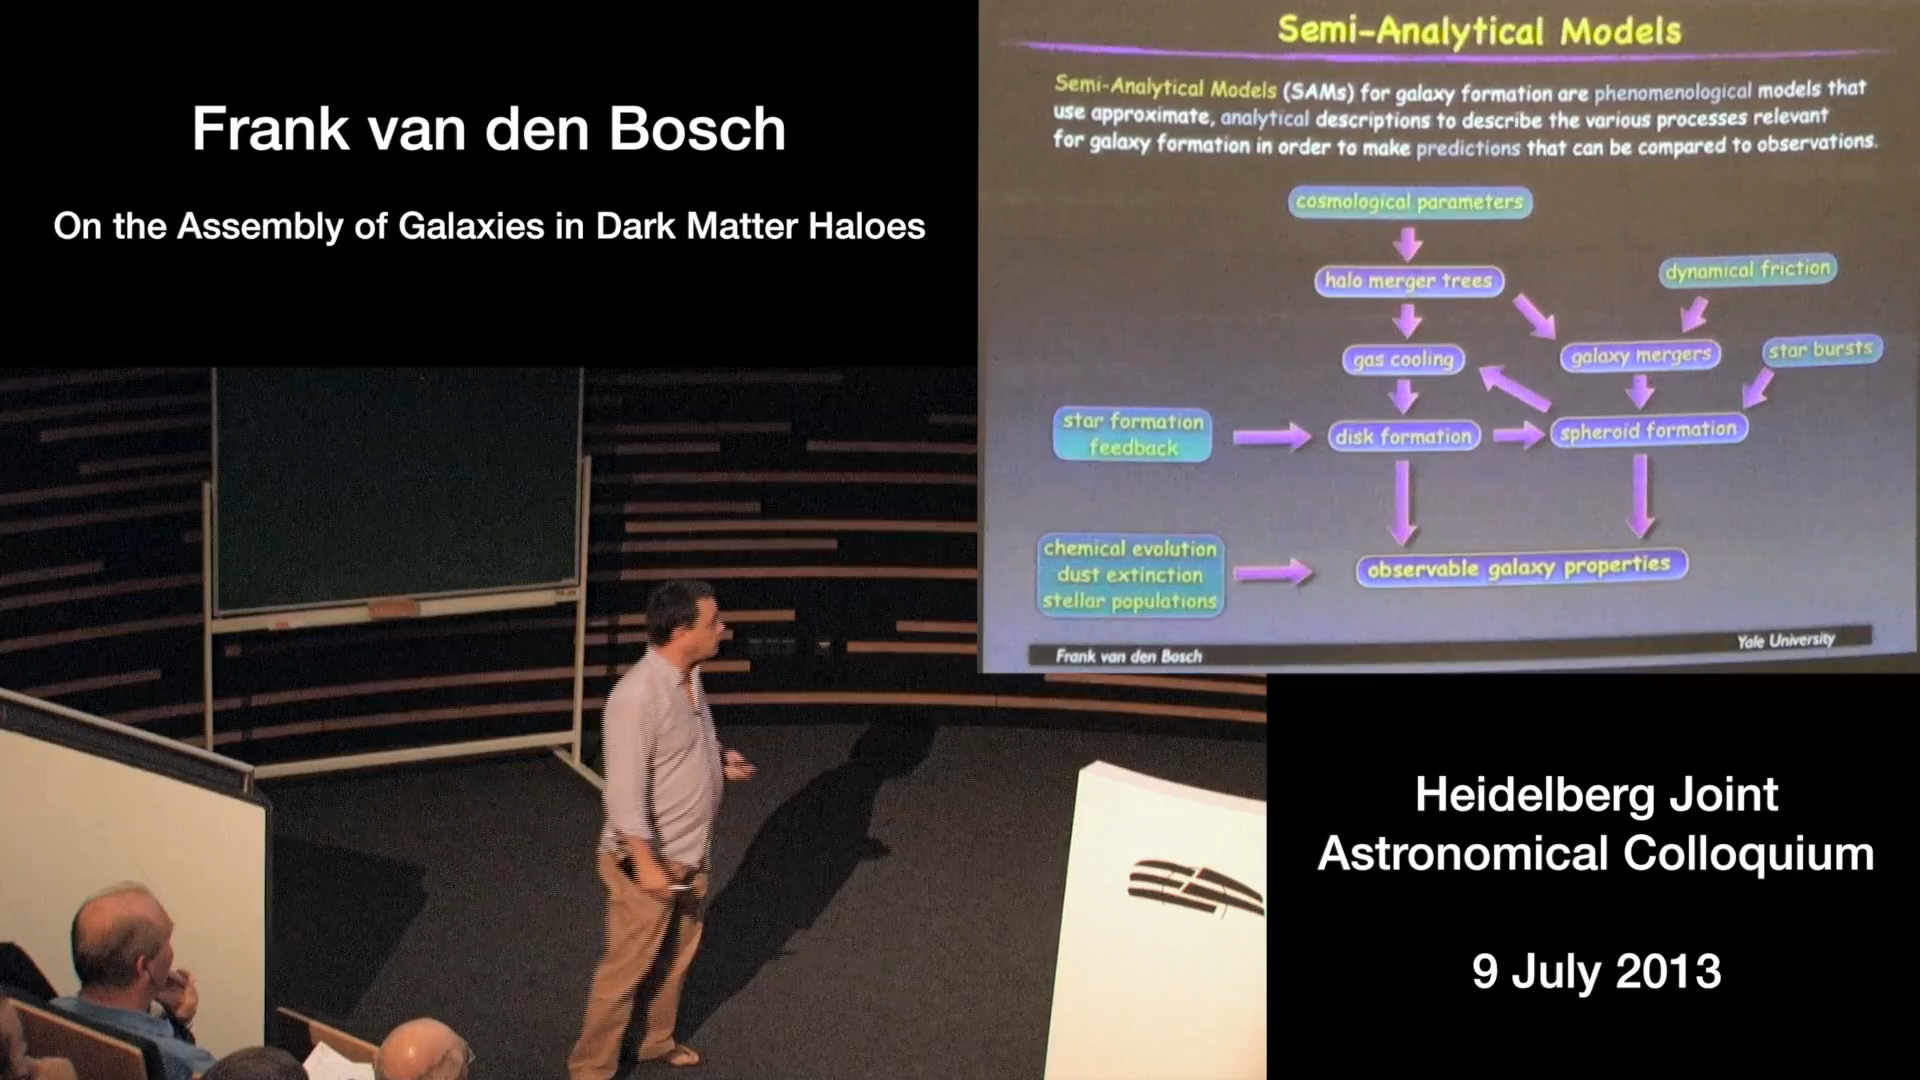 Frank van den Bosch
On the Assembly of Galaxies in Dark Matter Haloes
Semi-Analytical Models
Semi-Analytical Models (SAMs) for galaxy formation are phenomenological models that
use approximate, analytical descriptions to describe the various processes relevant
for galaxy formation in order to make predictions that can be compared to observations.
cosmological parameters
halo merger trees
dynamical friction
gas cooling
galaxy mergers
star bursts
star formation
feedback
disk formation
spheroid formation
chemical evolution
dust extinction
stellar populations
observable galaxy properties
Frank van den Bosch
Yale University
Heidelberg Joint
Astronomical Colloquium
9 July 2013